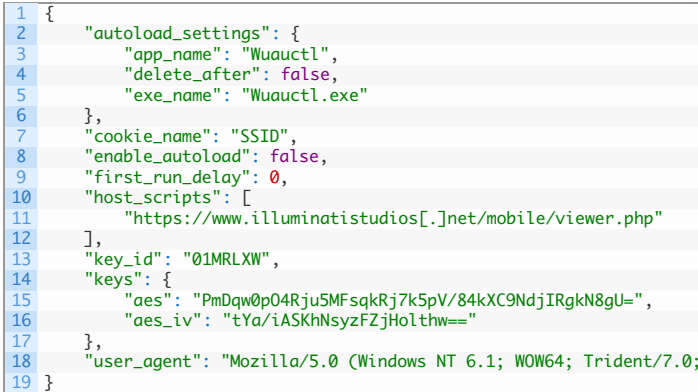 1 {
2 "autoload_settings": {
3 "app_name": "Wuauctl",
4 "delete_after": false,
5 "exe_name": "Wuauctl.exe"
6 },
7 "cookie_name": "SSID",
8 "enable_autoload": false,
9 "first_run_delay": 0,
10 "host_scripts": [
11 "https://www.illuminatistudios[.]net/mobile/viewer.php"
12 ],
13 "key_id": "01MRLXW",
14 "keys": {
15 "aes": "PmDqw0pO4Rju5MFsqkRj7k5pV/84kXC9NdjIRgkN8gU=",
16 "aes_iv": "tYa/iASKhNsyzFZjHolthw=="
17 },
18 "user_agent": "Mozilla/5.0 (Windows NT 6.1; WOW64; Trident/7.0;
19 }